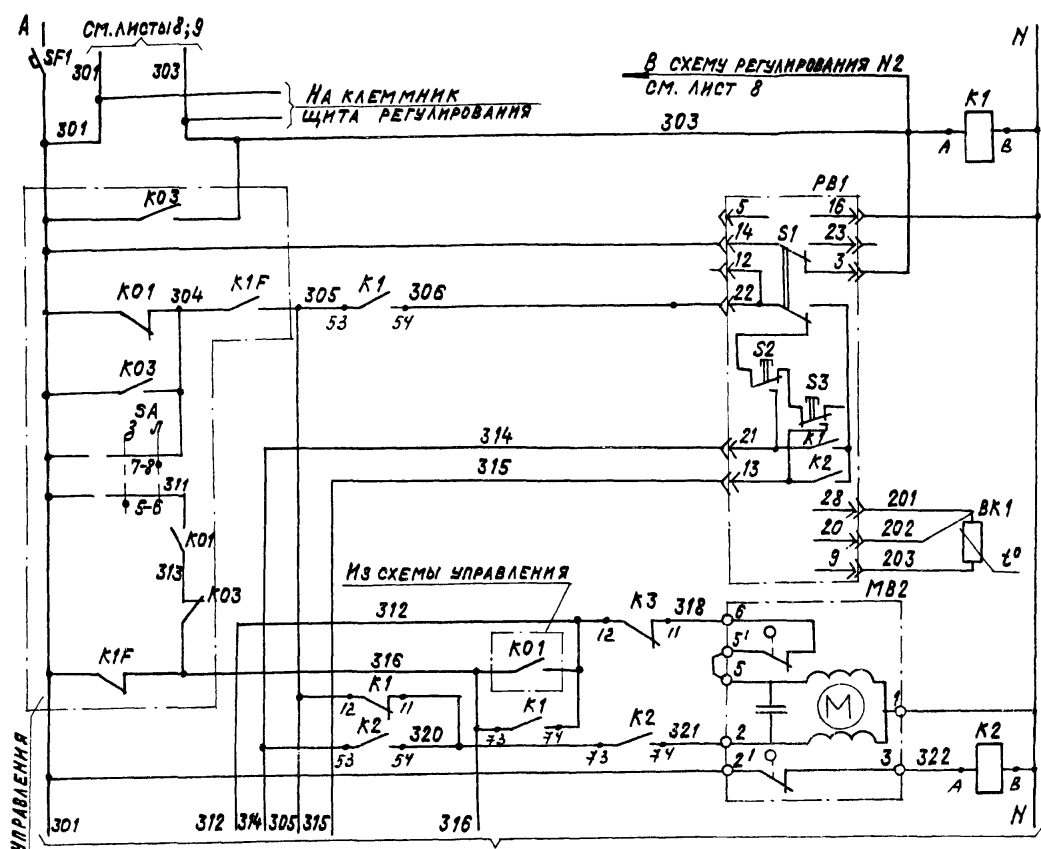 А
SF1
см. листы 8; 9
301
303
301
На клеммник
щита регулирования
В схему регулирования N2
см. лист 8
303
K1
A
B
N
K03
PB1
5
16
14
S1
23
12
3
22
K01
304
K1F
305
K1
306
53
54
K03
S2
S3
SA
З
Л
7-8
311
5-6
314
21
K1
315
13
K2
28
201
BK1
20
202
9
203
t°
K01
313
K03
Из схемы управления
MB2
312
K3
318
12
11
6
5'
5
K1F
316
K01
K1
12
11
K1
73
74
M
1
K2
320
53
54
K2
321
73
74
2
2'
3
322
K2
A
B
управления
301
312
314
305
315
316
N